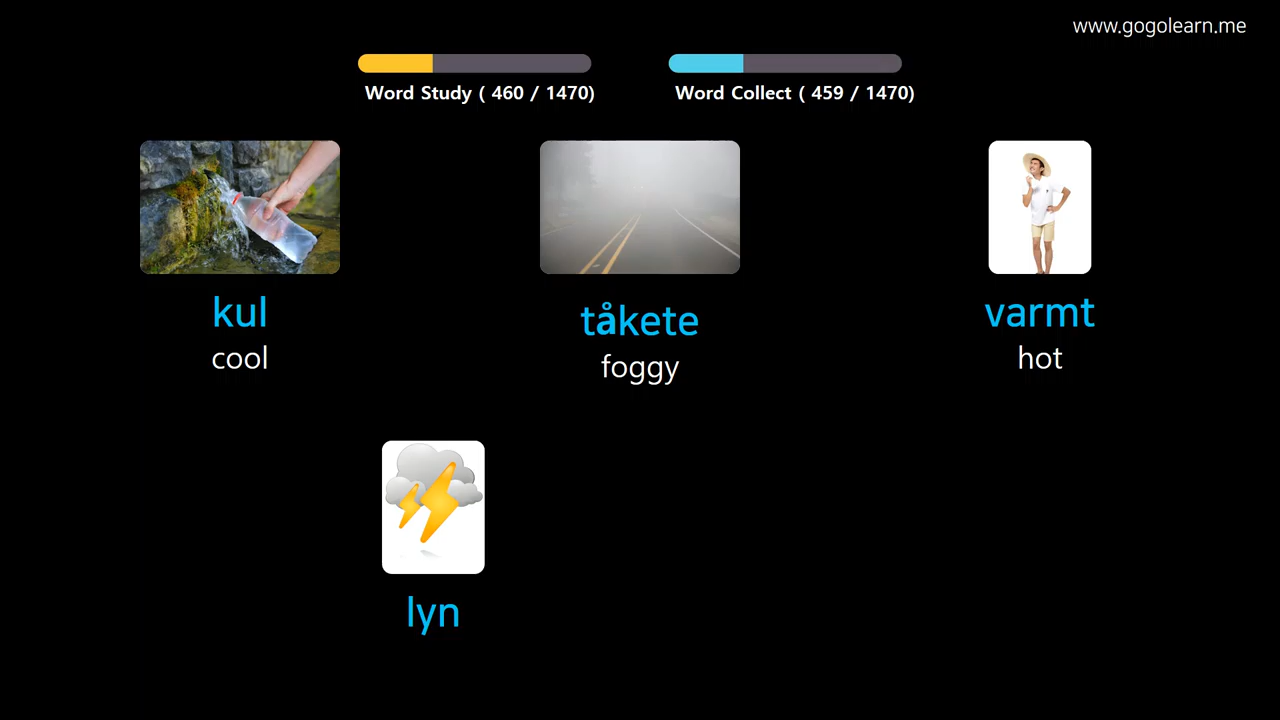 www.gogolearn.me
Word Study ( 460 / 1470)
Word Collect ( 459 / 1470)
kul
cool
tåkete
foggy
varmt
hot
lyn